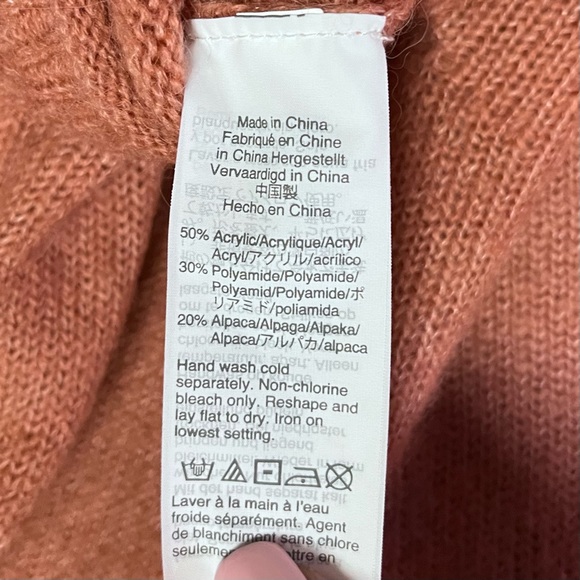 Made in China
Fabriqué en Chine
in China Hergestellt
Vervaardigd in China
中国製
Hecho en China
50% Acrylic/Acrylique/Acryl/
Acryl/アクリル/acrílico
30% Polyamide/Polyamide/
Polyamid/Polyamide/ポ
リアミド/poliamida
20% Alpaca/Alpaga/Alpaka/
Alpaca/アルパカ/alpaca
Hand wash cold
separately. Non-chlorine
bleach only. Reshape and
lay flat to dry. Iron on
lowest setting.
Laver à la main à l'eau
froide séparément. Agent
de blanchiment sans chlore
en